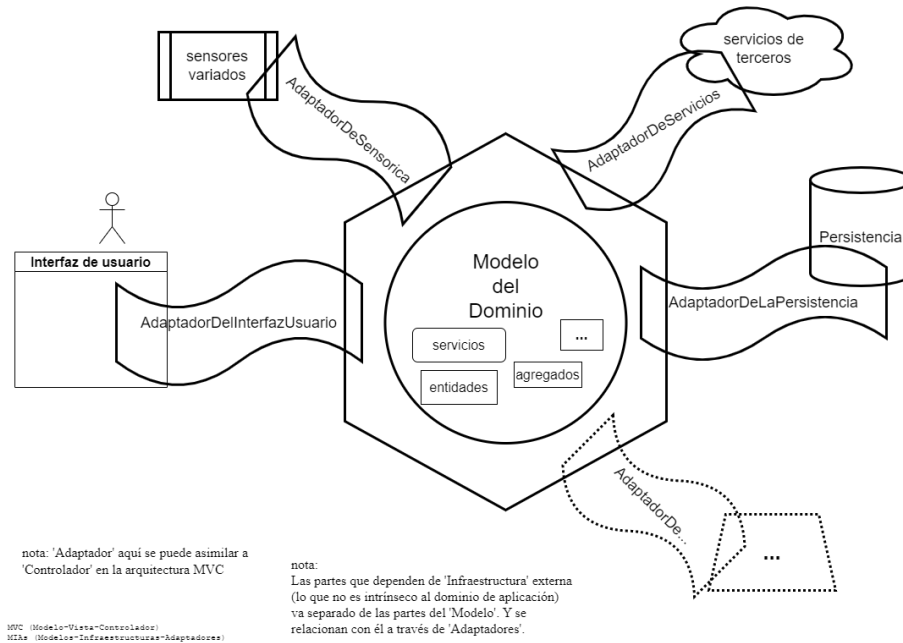 sensores
variados
servicios de
terceros
AdaptadorDeSensorica
AdaptadorDeServicios
Interfaz de usuario
AdaptadorDelInterfazUsuario
Modelo
del
Dominio
servicios
...
entidades
agregados
Persistencia
AdaptadorDeLaPersistencia
AdaptadorDe...
...
nota: 'Adaptador' aquí se puede asimilar a
'Controlador' en la arquitectura MVC
nota:
Las partes que dependen de 'Infraestructura' externa
(lo que no es intrínseco al dominio de aplicación)
va separado de las partes del 'Modelo'. Y se
relacionan con él a través de 'Adaptadores'.
MVC (Modelo-Vista-Controlador)
MIAs (Modelos-Infraestructuras-Adaptadores)